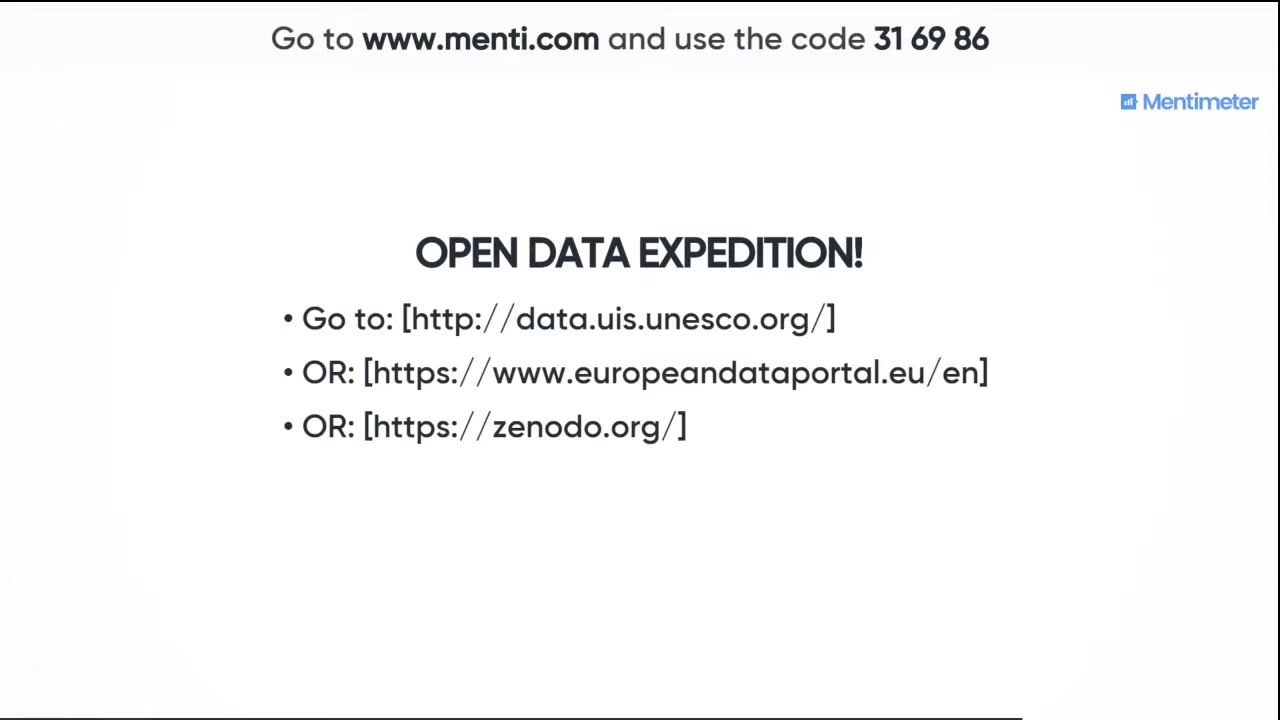 Go to www.menti.com and use the code 31 69 86
Mentimeter
OPEN DATA EXPEDITION!
• Go to: [http://data.uis.unesco.org/]
• OR: [https://www.europeandataportal.eu/en]
• OR: [https://zenodo.org/]